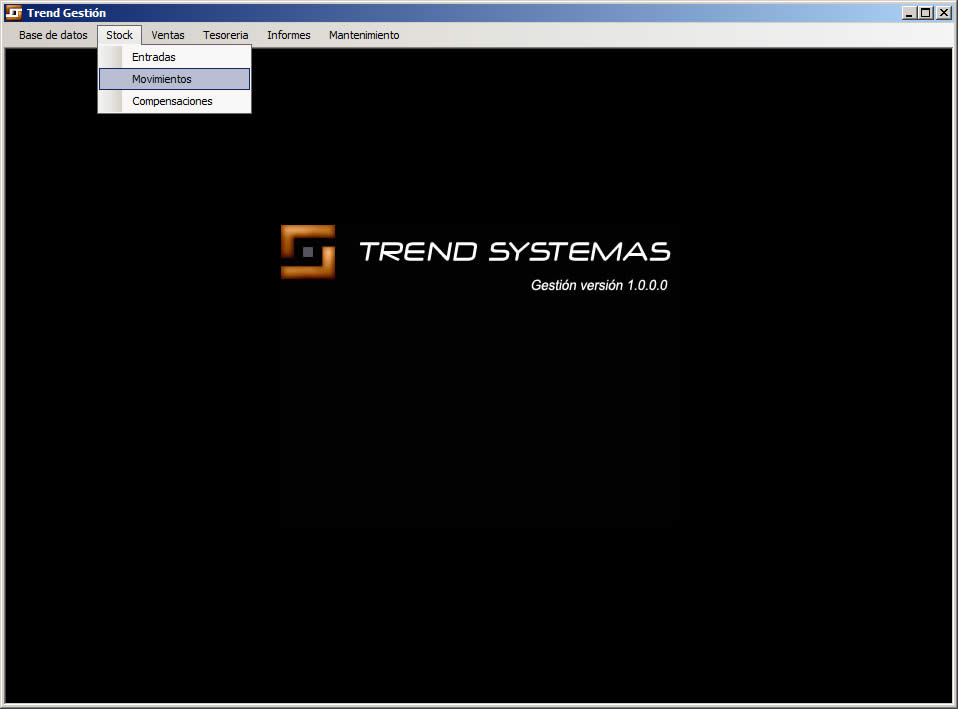 Trend Gestión
Base de datos Stock Ventas Tesoreria Informes Mantenimiento
Entradas
Movimientos
Compensaciones
TREND SYSTEMAS
Gestión versión 1.0.0.0